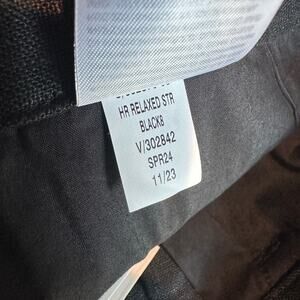 HR RELAXED STR
BLACK8
V/302842
SPR24
11/23